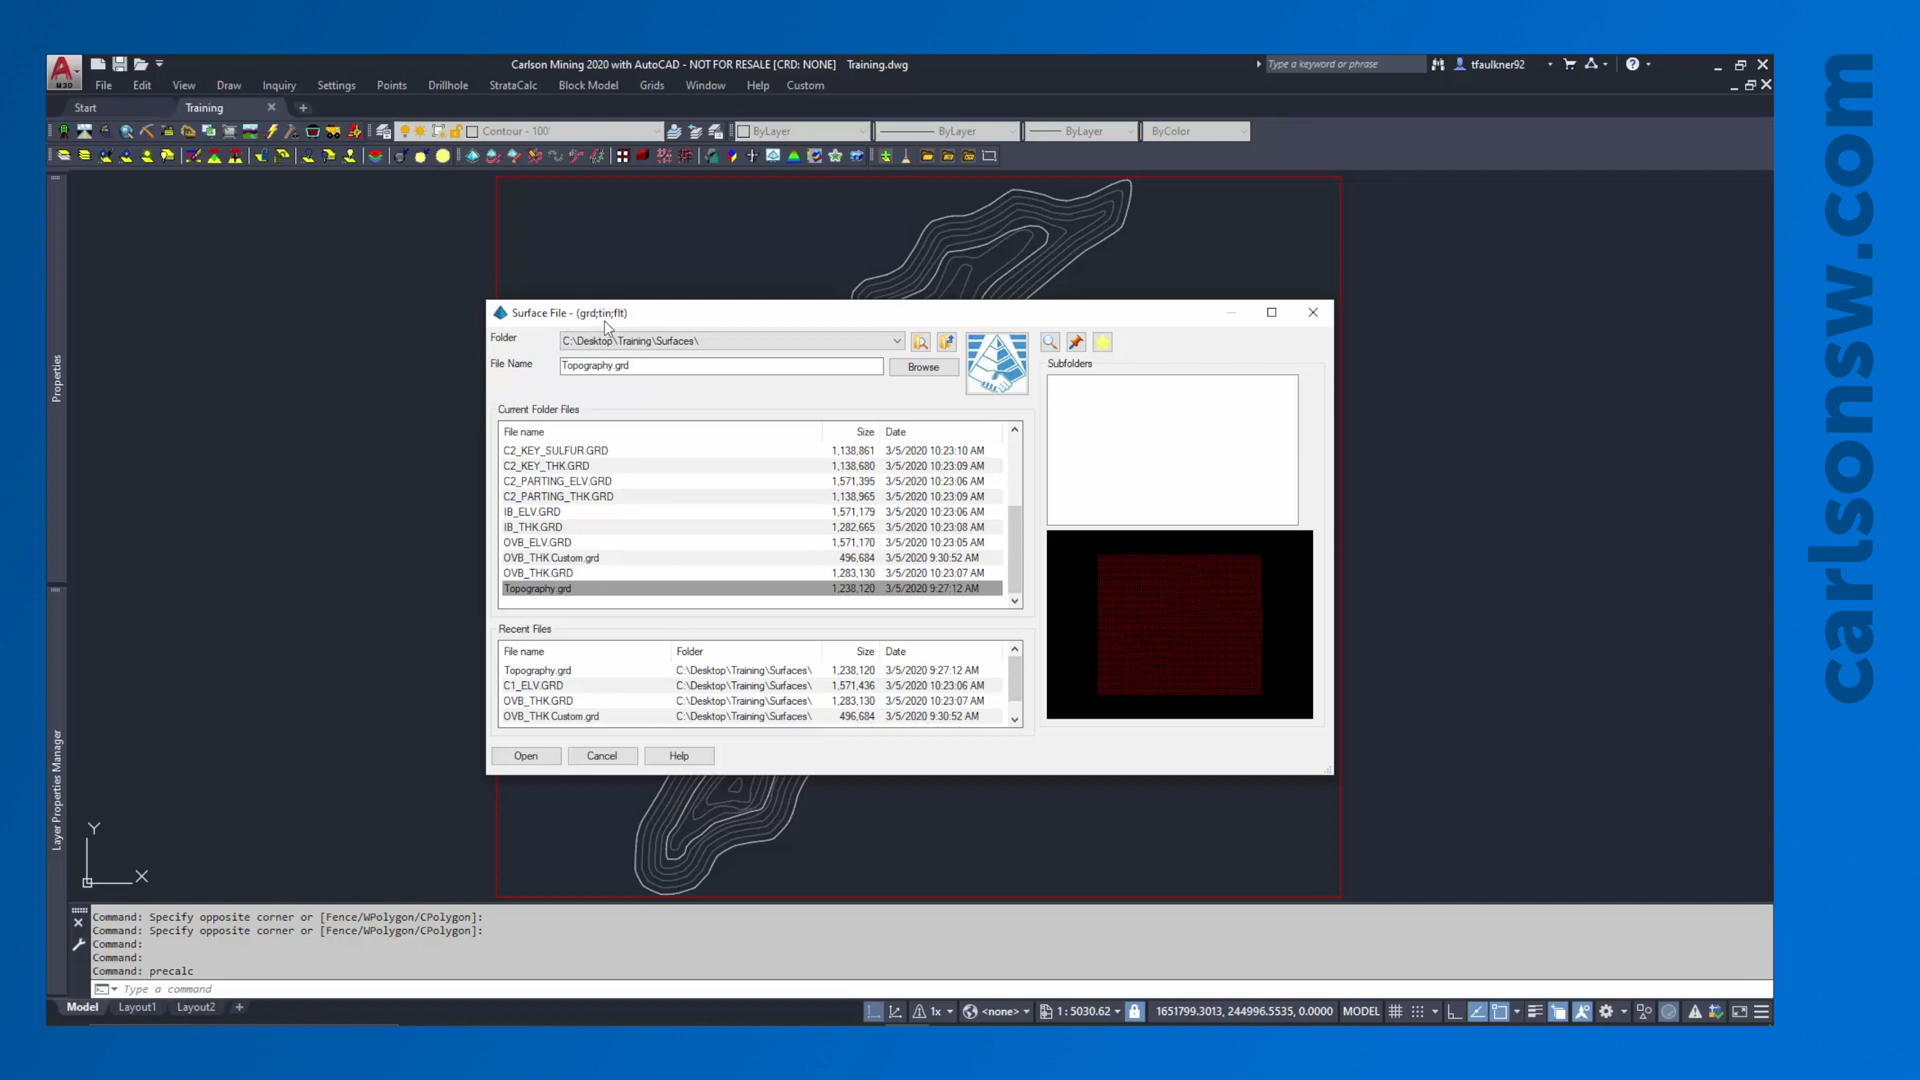 Carlson Mining 2020 with AutoCAD - NOT FOR RESALE [CRD: NONE] Training.dwg
Type a keyword or phrase
tfaulkner92
File Edit View Draw Inquiry Settings Points Drillhole StrataCalc Block Model Grids Window Help Custom
Start Training
Contour - 100'
ByLayer ByLayer ByLayer ByColor
Surface File - (grd;tin;flt)
Folder C:\Desktop\Training\Surfaces\
File Name Topography.grd Browse
Subfolders
Current Folder Files
File name Size Date
C2_KEY_SULFUR.GRD 1,138,861 3/5/2020 10:23:10 AM
C2_KEY_THK.GRD 1,138,680 3/5/2020 10:23:09 AM
C2_PARTING_ELV.GRD 1,571,395 3/5/2020 10:23:06 AM
C2_PARTING_THK.GRD 1,138,965 3/5/2020 10:23:09 AM
IB_ELV.GRD 1,571,179 3/5/2020 10:23:06 AM
IB_THK.GRD 1,282,665 3/5/2020 10:23:08 AM
OVB_ELV.GRD 1,571,170 3/5/2020 10:23:05 AM
OVB_THK Custom.grd 496,684 3/5/2020 9:30:52 AM
OVB_THK.GRD 1,283,130 3/5/2020 10:23:07 AM
Topography.grd 1,238,120 3/5/2020 9:27:12 AM
Recent Files
File name Folder Size Date
Topography.grd C:\Desktop\Training\Surfaces\ 1,238,120 3/5/2020 9:27:12 AM
C1_ELV.GRD C:\Desktop\Training\Surfaces\ 1,571,436 3/5/2020 10:23:06 AM
OVB_THK.GRD C:\Desktop\Training\Surfaces\ 1,283,130 3/5/2020 10:23:07 AM
OVB_THK Custom.grd C:\Desktop\Training\Surfaces\ 496,684 3/5/2020 9:30:52 AM
Open Cancel Help
Properties
Layer Properties Manager
Y
X
Command: Specify opposite corner or [Fence/WPolygon/CPolygon]:
Command: Specify opposite corner or [Fence/WPolygon/CPolygon]:
Command:
Command:
Command: precalc
Type a command
Model Layout1 Layout2
1x <none> 1 : 5030.62 1651799.3013, 244996.5535, 0.0000 MODEL
carlsonsw.com